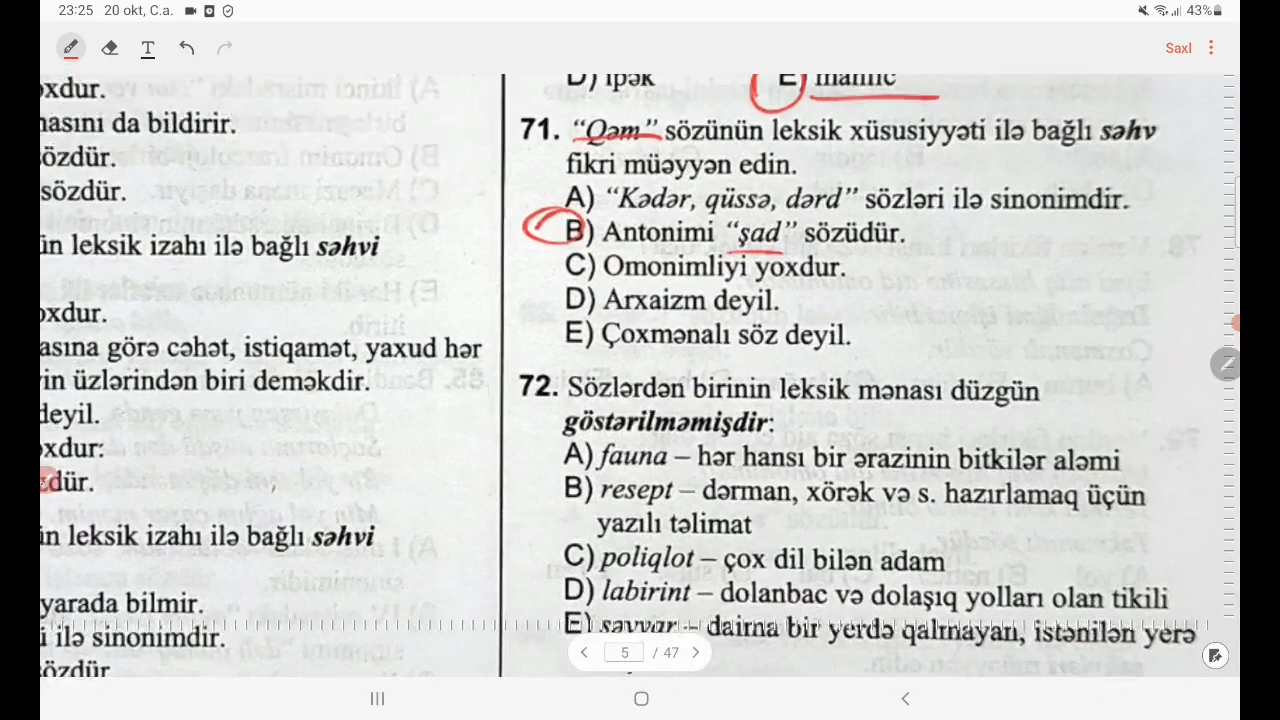 23:25 20 okt, C.a. 43%
T Saxl
oxdur.
nasını da bildirir.
sözdür.
sözdür.
ün leksik izahı ilə bağlı səhvi
oxdur.
asına görə cəhət, istiqamət, yaxud hər
in üzlərindən biri deməkdir.
deyil.
oxdur:
zdür.
in leksik izahı ilə bağlı səhvi
yarada bilmir.
i ilə sinonimdir.
sözdür
D) ipək E)
71. "Qəm" sözünün leksik xüsusiyyəti ilə bağlı səhv
fikri müəyyən edin.
A) "Kədər, qüssə, dərd" sözləri ilə sinonimdir.
B) Antonimi "şad" sözüdür.
C) Omonimliyi yoxdur.
D) Arxaizm deyil.
E) Çoxmənalı söz deyil.
72. Sözlərdən birinin leksik mənası düzgün
göstərilməmişdir:
A) fauna – hər hansı bir ərazinin bitkilər aləmi
B) resept – dərman, xörək və s. hazırlamaq üçün
yazılı təlimat
C) poliqlot – çox dil bilən adam
D) labirint – dolanbac və dolaşıq yolları olan tikili
E) səyyar – daima bir yerdə qalmayan, istənilən yerə
5 / 47